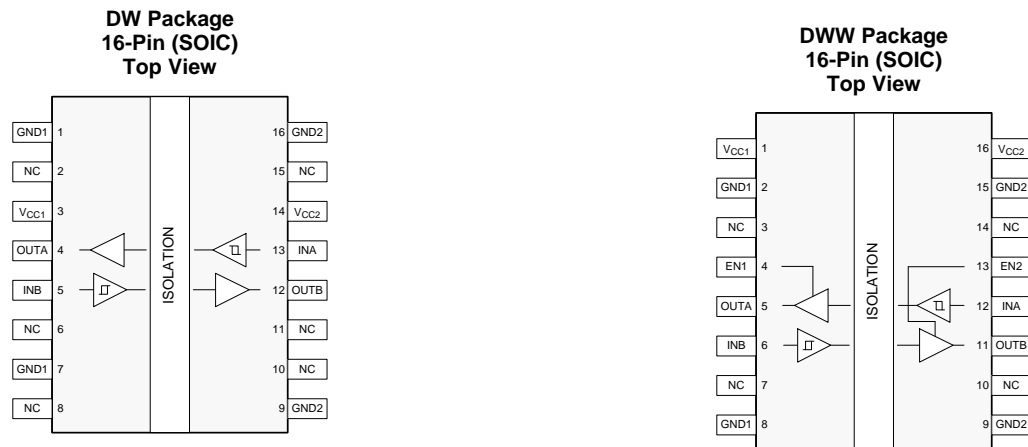 DW Package
16-Pin (SOIC)
Top View
GND1 1
NC 2
VCC1 3
OUTA 4
INB 5
NC 6
GND1 7
NC 8
ISOLATION
16 GND2
15 NC
14 VCC2
13 INA
12 OUTB
11 NC
10 NC
9 GND2
DWW Package
16-Pin (SOIC)
Top View
VCC1 1
GND1 2
NC 3
EN1 4
OUTA 5
INB 6
NC 7
GND1 8
ISOLATION
16 VCC2
15 GND2
14 NC
13 EN2
12 INA
11 OUTB
10 NC
9 GND2